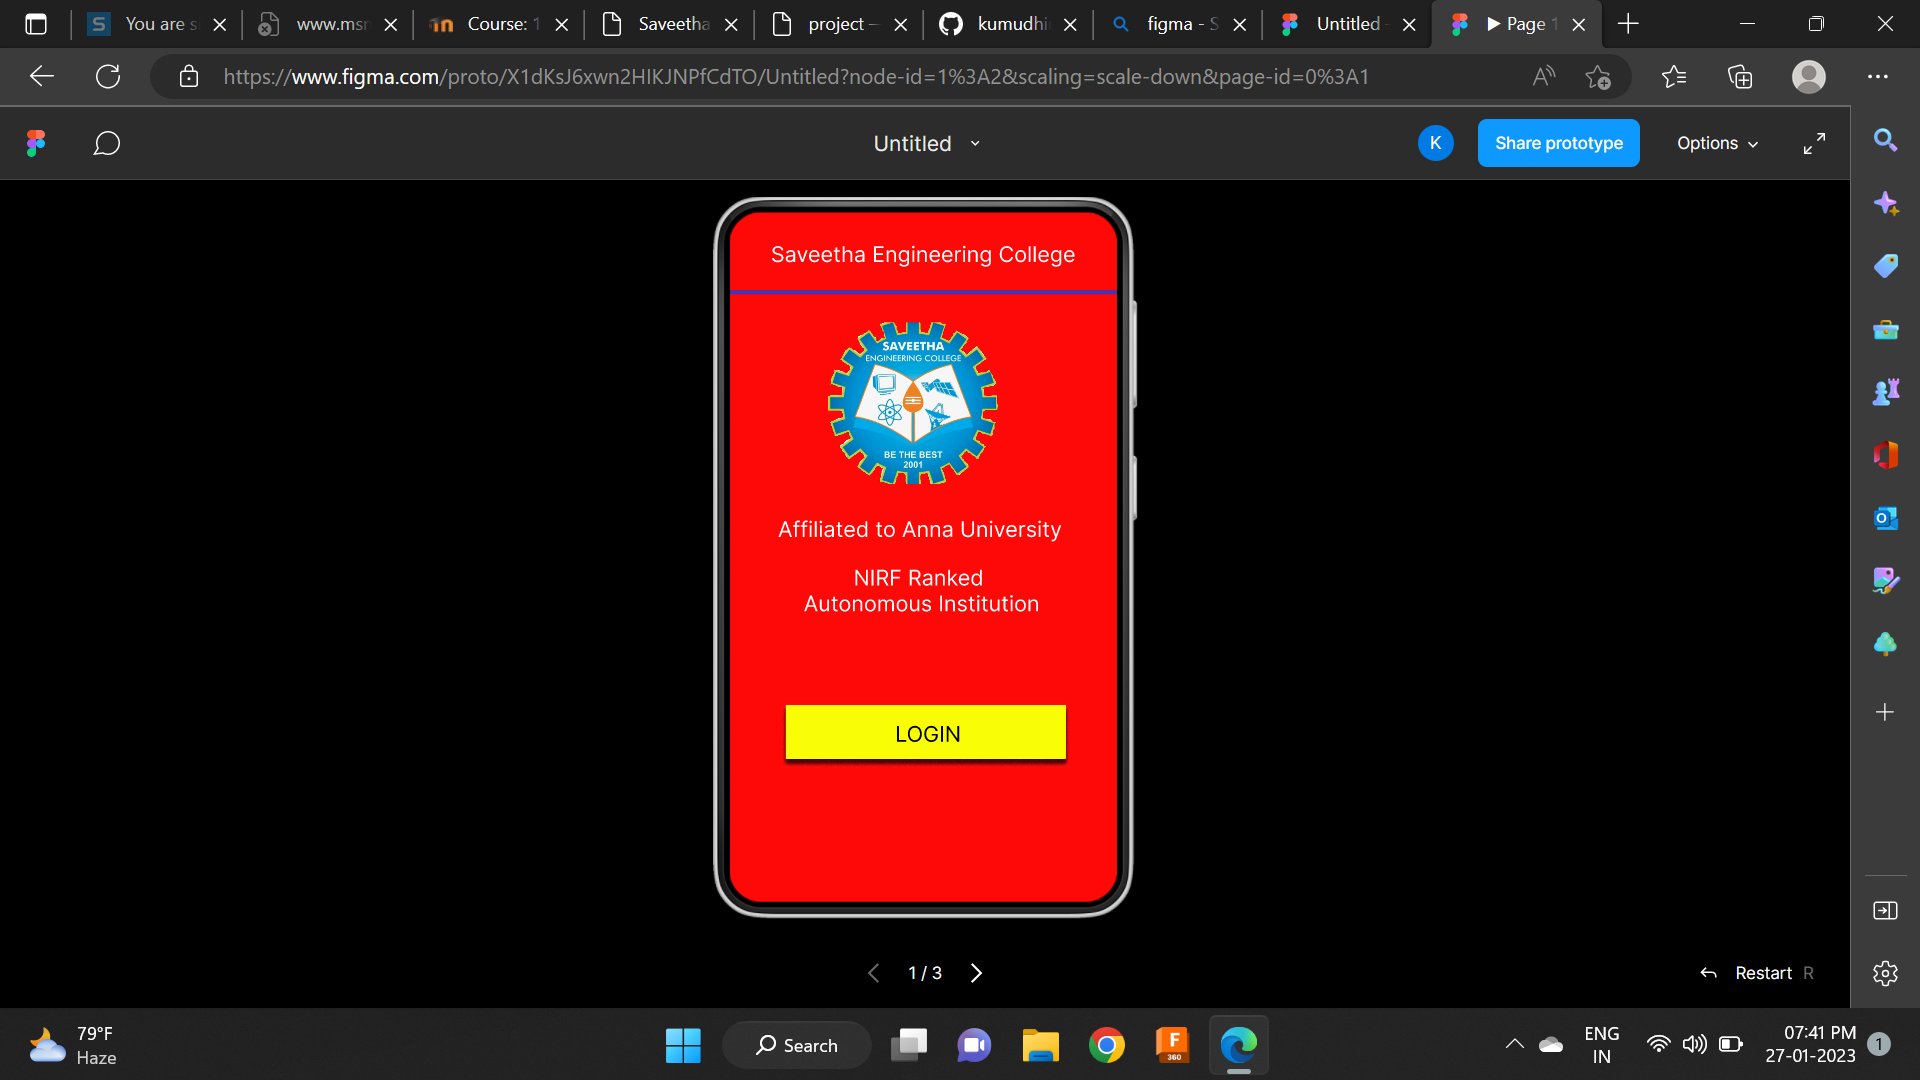 You are s
www.msn
Course: 1
Saveetha
project —
kumudhi
figma - S
Untitled -
▶ Page 1
https://www.figma.com/proto/X1dKsJ6xwn2HIKJNPfCdTO/Untitled?node-id=1%3A2&scaling=scale-down&page-id=0%3A1
Untitled
K
Share prototype
Options
Saveetha Engineering College
SAVEETHA
ENGINEERING COLLEGE
BE THE BEST
2001
Affiliated to Anna University
NIRF Ranked
Autonomous Institution
LOGIN
1 / 3
Restart R
79°F
Haze
Search
F
360
ENG
IN
07:41 PM
27-01-2023
1